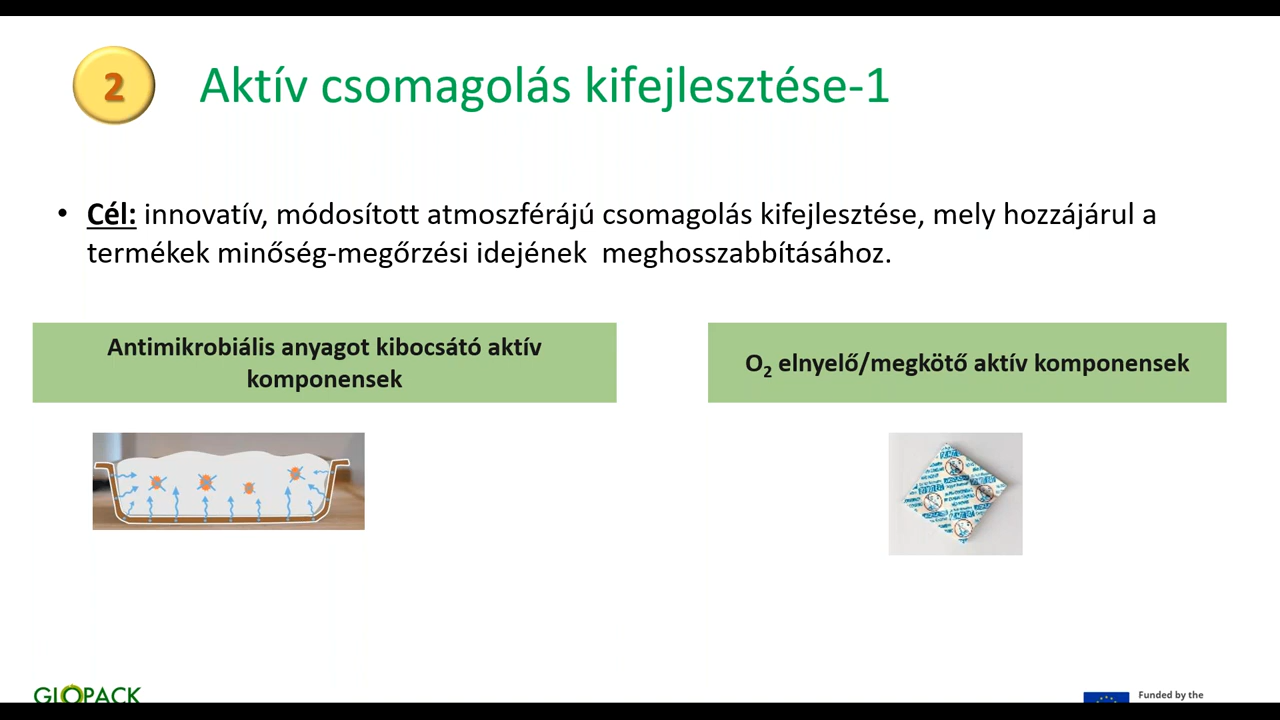 2
Aktív csomagolás kifejlesztése-1
• Cél: innovatív, módosított atmoszférájú csomagolás kifejlesztése, mely hozzájárul a
termékek minőség-megőrzési idejének meghosszabbításához.
Antimikrobiális anyagot kibocsátó aktív
komponensek
O₂ elnyelő/megkötő aktív komponensek
GLOPACK
Funded by the